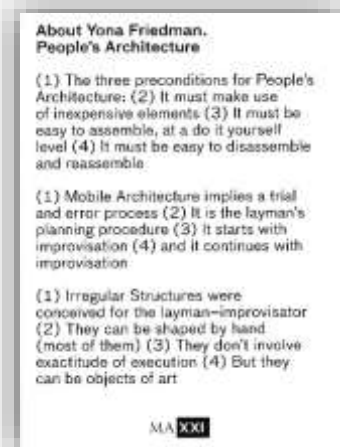 About Yona Friedman.
People's Architecture
(1) The three preconditions for People's
Architecture: (2) It must make use
of inexpensive elements (3) It must be
easy to assemble, at a do it yourself
level (4) It must be easy to disassemble
and reassemble
(1) Mobile Architecture implies a trial
and error process (2) It is the layman's
planning procedure (3) It starts with
improvisation (4) and it continues with
improvisation
(1) Irregular Structures were
conceived for the layman–improvisator
(2) They can be shaped by hand
(most of them) (3) They don't involve
exactitude of execution (4) But they
can be objects of art
MAXXI